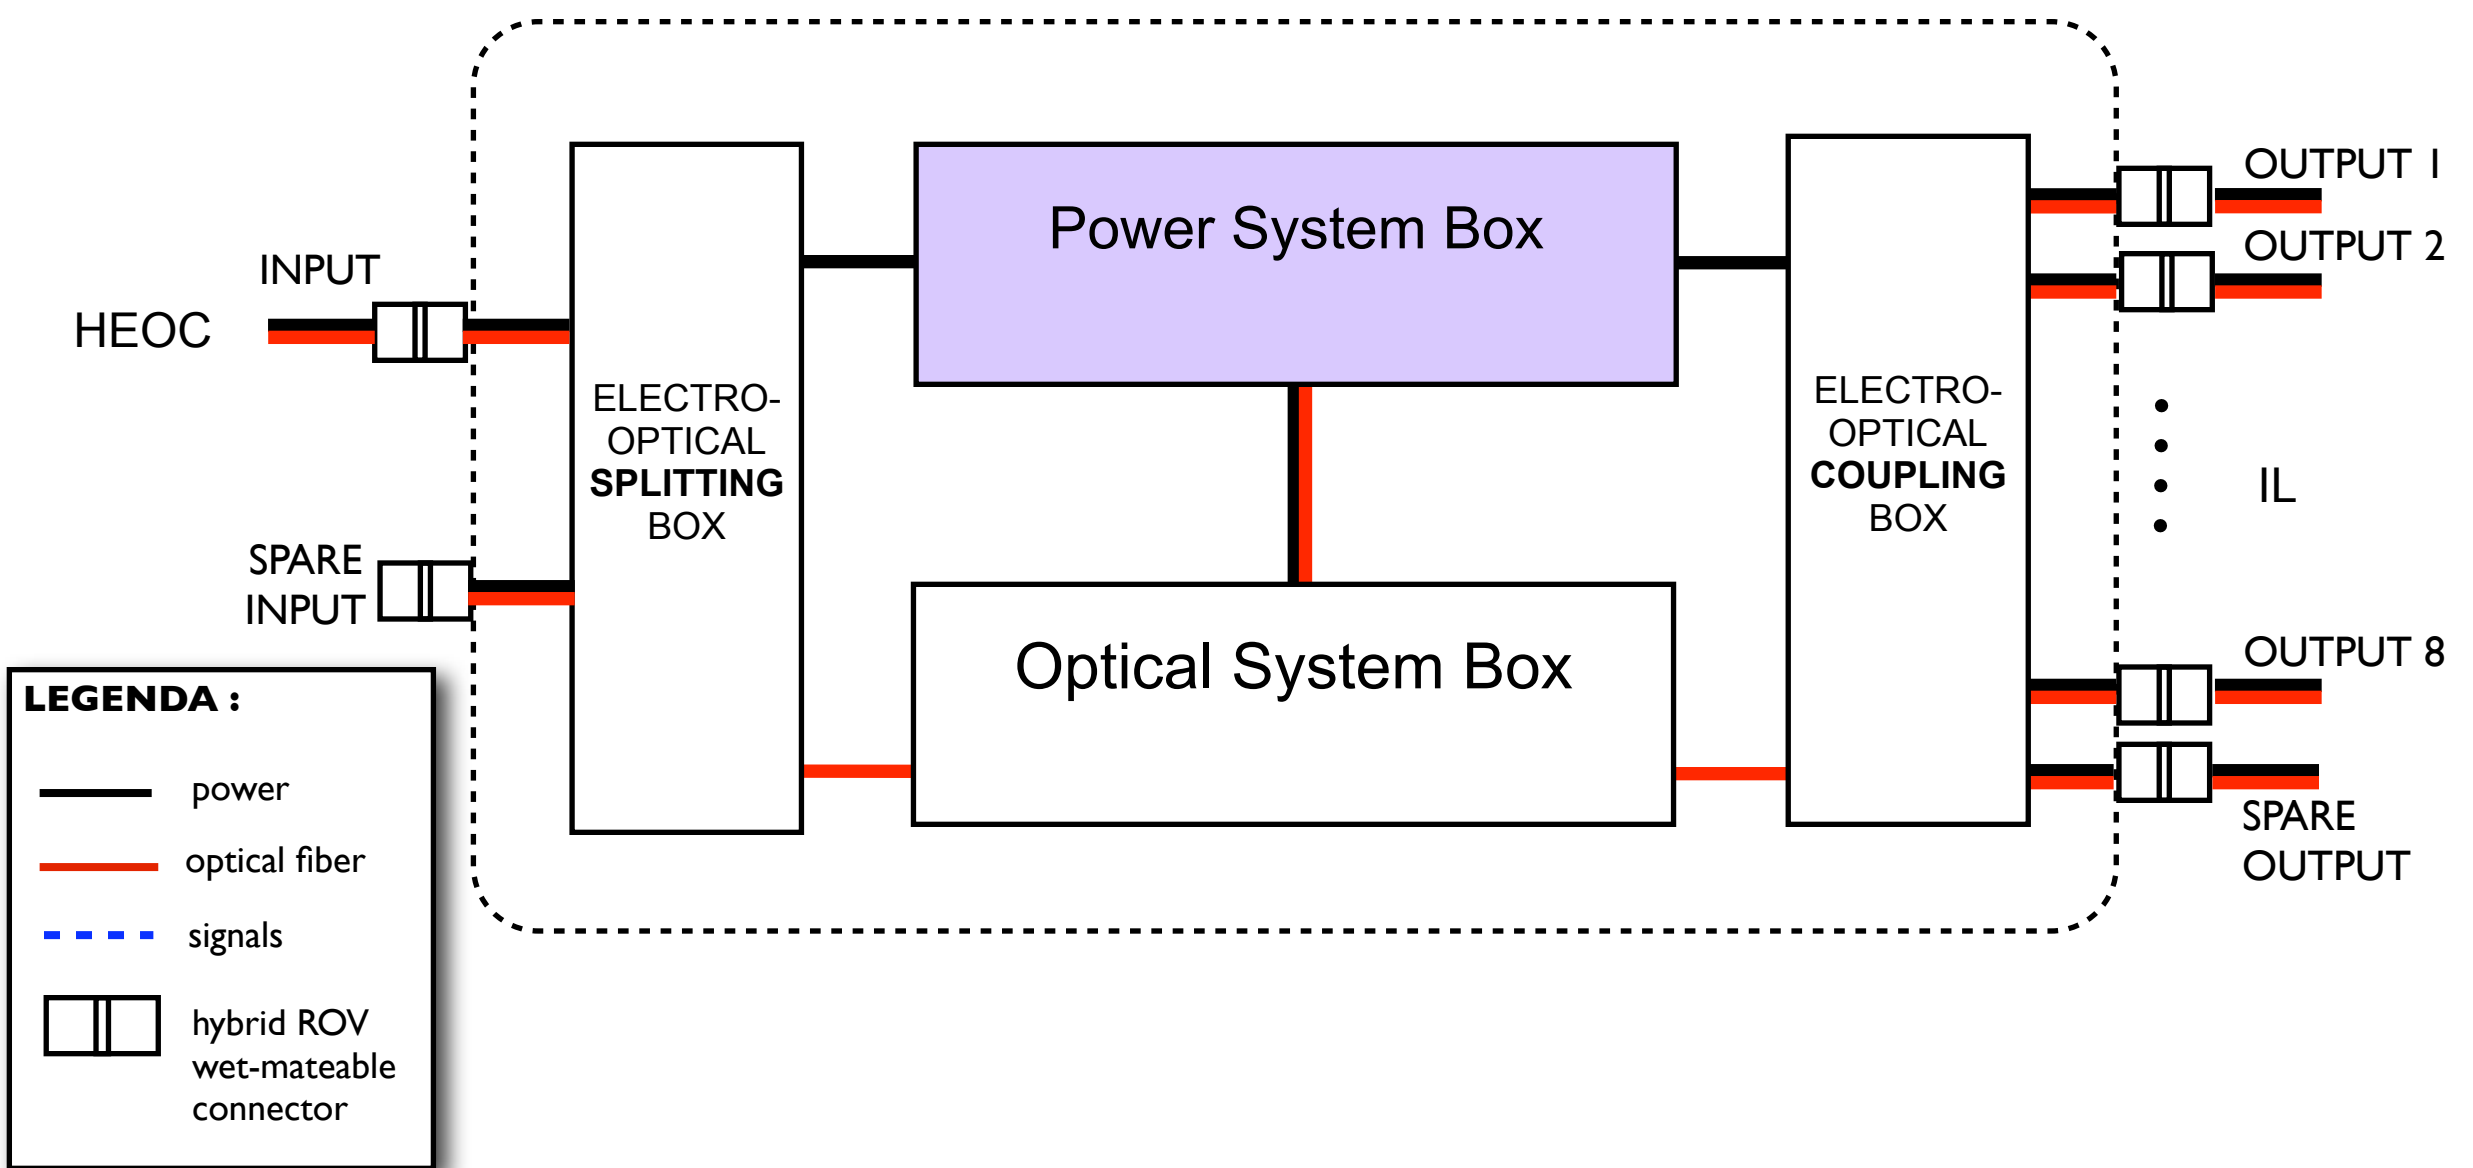 INPUT
HEOC
SPARE
INPUT
ELECTRO-
OPTICAL
SPLITTING
BOX
Power System Box
Optical System Box
ELECTRO-
OPTICAL
COUPLING
BOX
OUTPUT 1
OUTPUT 2
IL
OUTPUT 8
SPARE
OUTPUT
LEGENDA :
power
optical fiber
signals
hybrid ROV
wet-mateable
connector